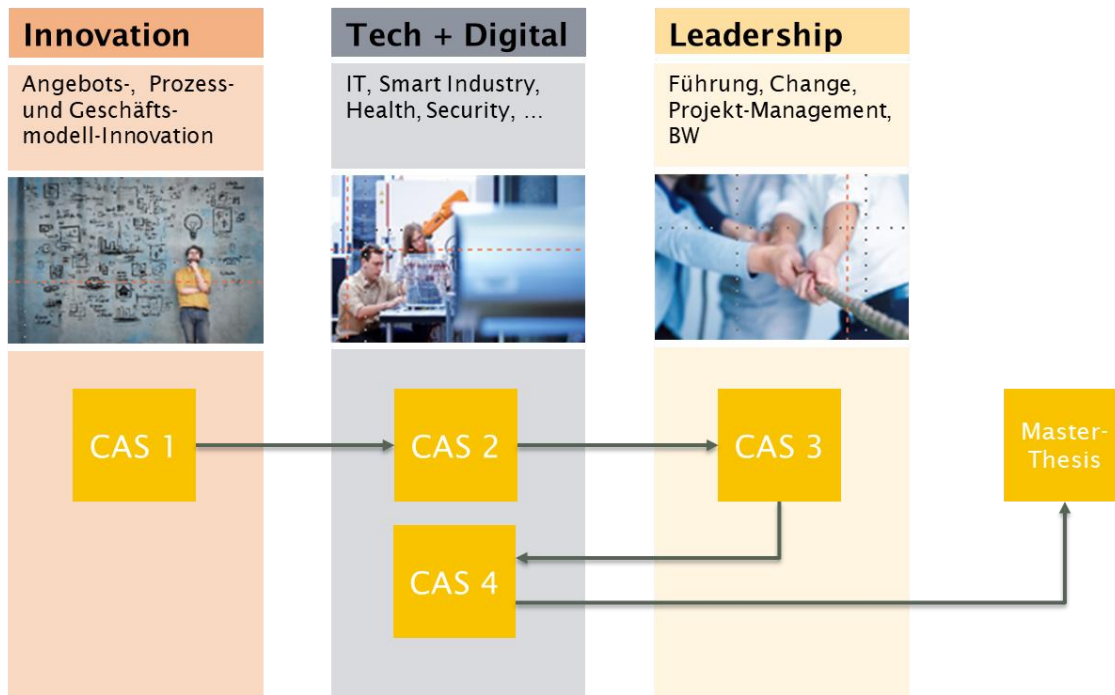 Innovation
Angebots-, Prozess-
und Geschäfts-
modell-Innovation
Tech + Digital
IT, Smart Industry,
Health, Security, ...
Leadership
Führung, Change,
Projekt-Management,
BW
CAS 1
CAS 2
CAS 3
Master-
Thesis
CAS 4